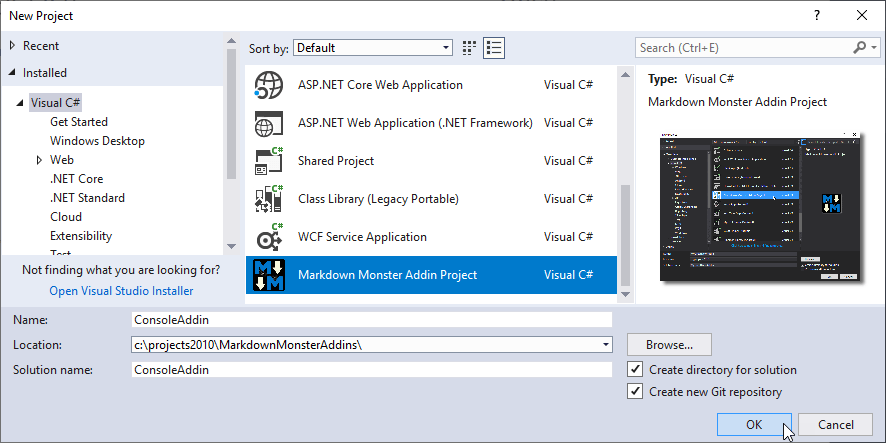 New Project
? 
Recent
Installed
Visual C#
Get Started
Windows Desktop
Web
.NET Core
.NET Standard
Cloud
Extensibility
Test
Not finding what you are looking for?
Open Visual Studio Installer
Sort by: Default
ASP.NET Core Web Application Visual C#
ASP.NET Web Application (.NET Framework) Visual C#
C# Shared Project Visual C#
C# Class Library (Legacy Portable) Visual C#
C# WCF Service Application Visual C#
M M Markdown Monster Addin Project Visual C#
Search (Ctrl+E)
Type: Visual C#
Markdown Monster Addin Project
Name: ConsoleAddin
Location: c:\projects2010\MarkdownMonsterAddins\
Browse...
Solution name: ConsoleAddin
Create directory for solution
Create new Git repository
OK Cancel